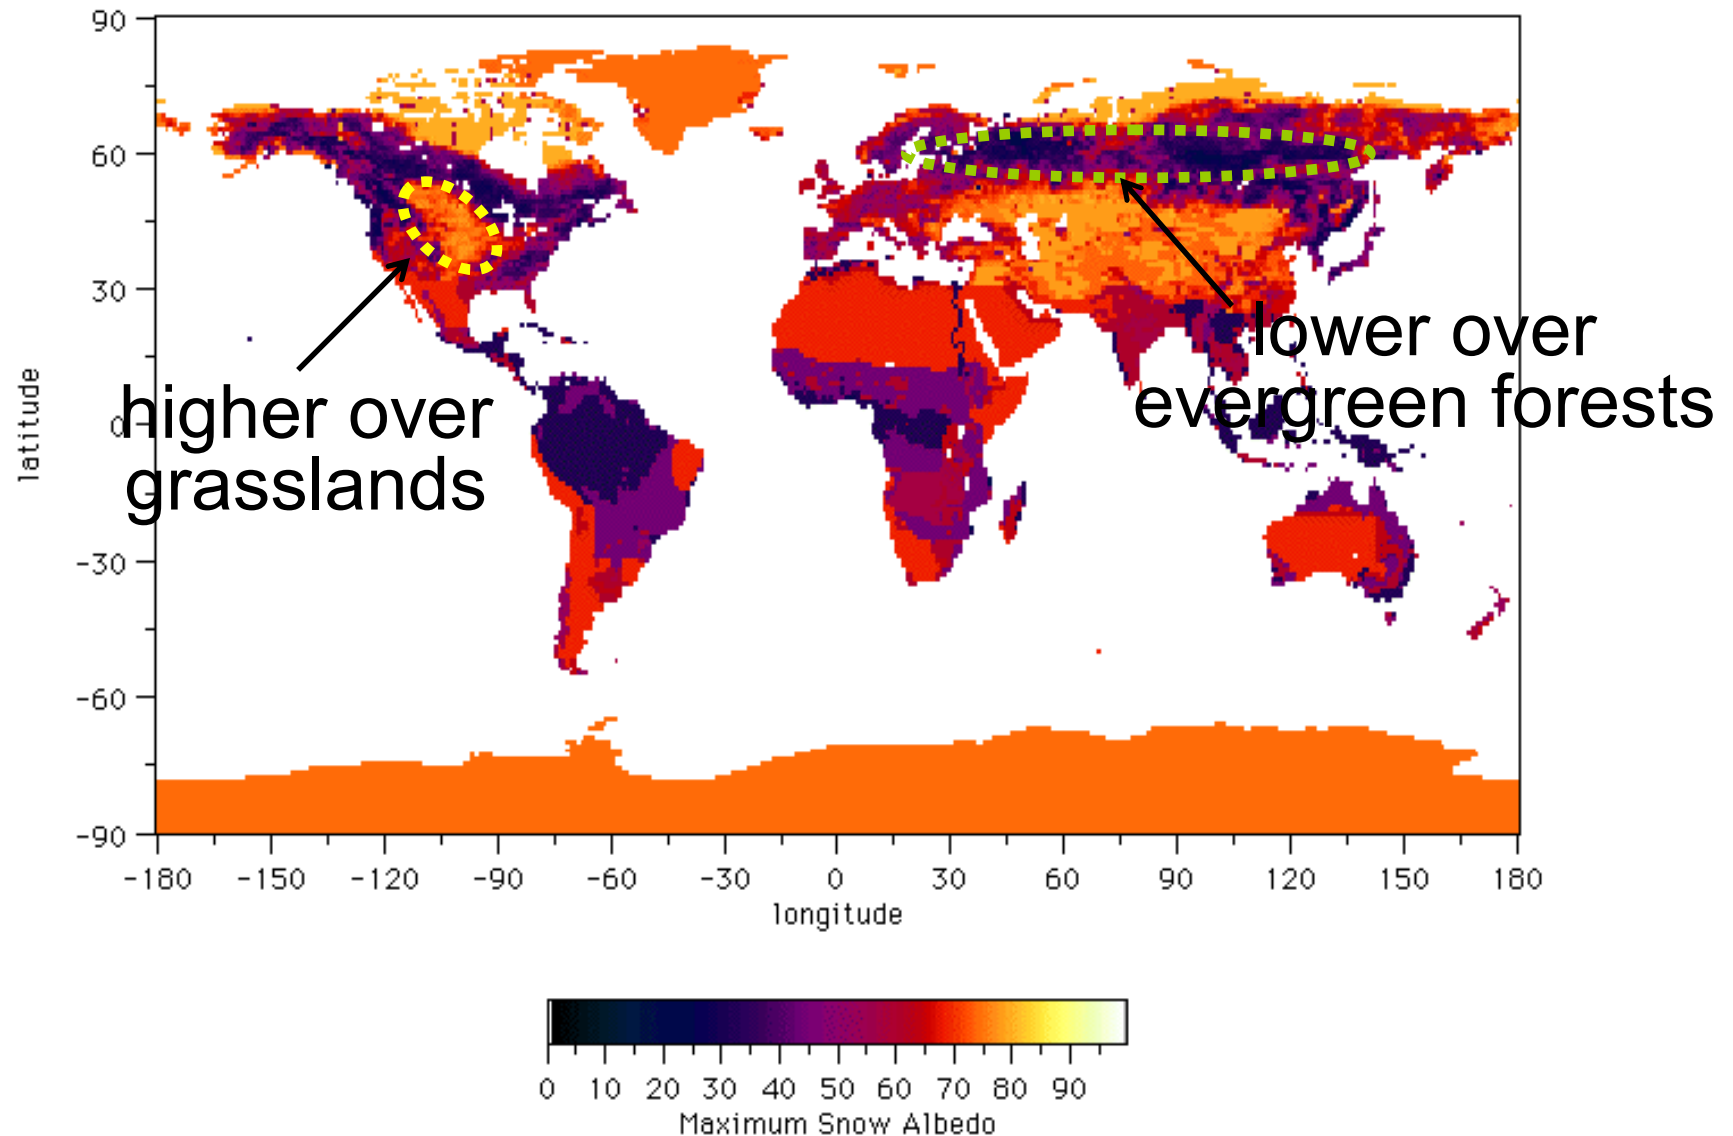 90
60
30
0
-30
-60
-90
latitude
higher over
grasslands
lower over
evergreen forests
-180 -150 -120 -90 -60 -30 0 30 60 90 120 150 180
longitude
0 10 20 30 40 50 60 70 80 90
Maximum Snow Albedo